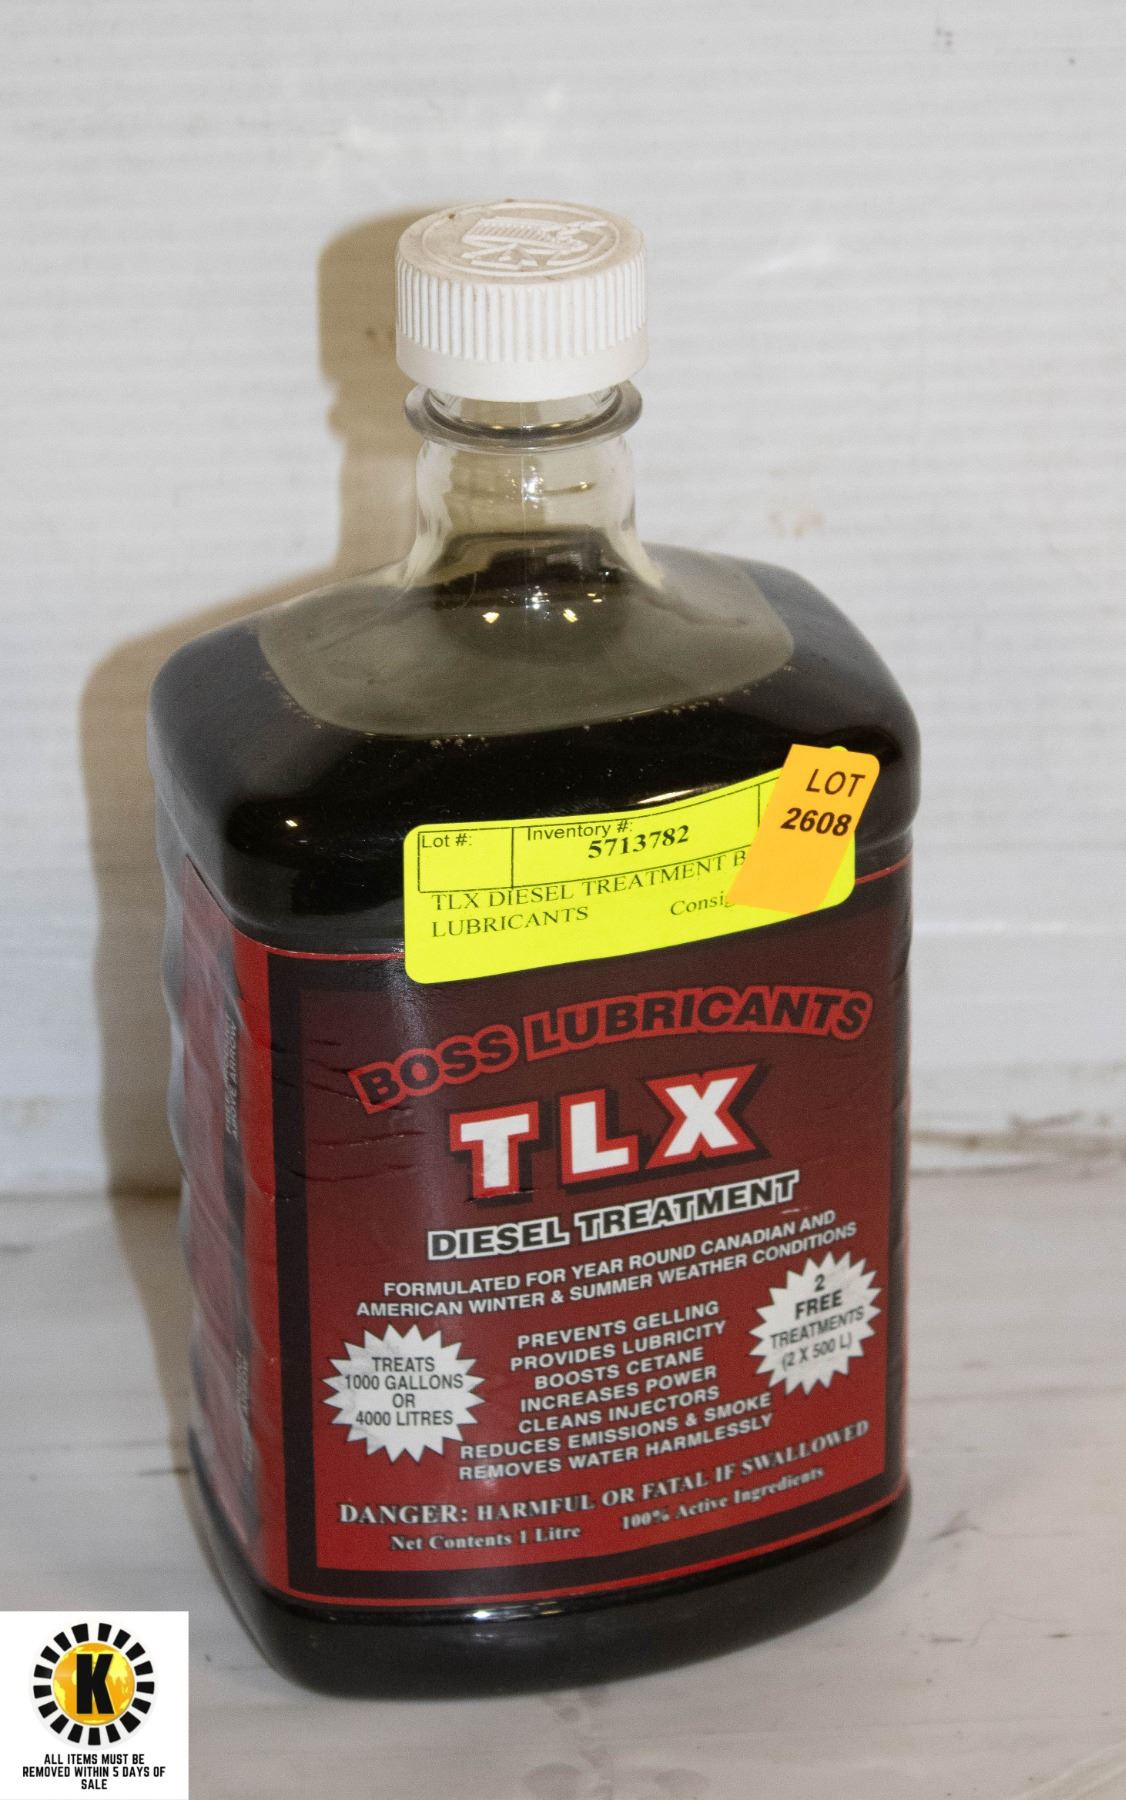 LOT
2608
Lot #:
Inventory #:
5713782
TLX DIESEL TREATMENT B
LUBRICANTS
Consig
BOSS LUBRICANTS
TLX
DIESEL TREATMENT
FORMULATED FOR YEAR ROUND CANADIAN AND
AMERICAN WINTER & SUMMER WEATHER CONDITIONS
2
FREE
TREATMENTS
(2 X 500 L)
TREATS
1000 GALLONS
OR
4000 LITRES
PREVENTS GELLING
PROVIDES LUBRICITY
BOOSTS CETANE
INCREASES POWER
CLEANS INJECTORS
REDUCES EMISSIONS & SMOKE
REMOVES WATER HARMLESSLY
DANGER: HARMFUL OR FATAL IF SWALLOWED
Net Contents 1 Litre 100% Active Ingredients
K
ALL ITEMS MUST BE
REMOVED WITHIN 5 DAYS OF
SALE